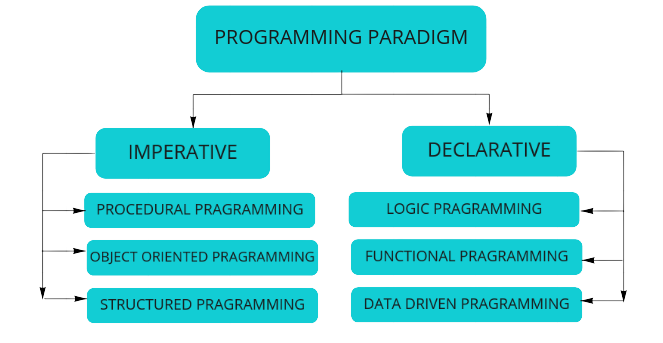 PROGRAMMING PARADIGM
IMPERATIVE
PROCEDURAL PRAGRAMMING
OBJECT ORIENTED PRAGRAMMING
STRUCTURED PRAGRAMMING
DECLARATIVE
LOGIC PRAGRAMMING
FUNCTIONAL PRAGRAMMING
DATA DRIVEN PRAGRAMMING